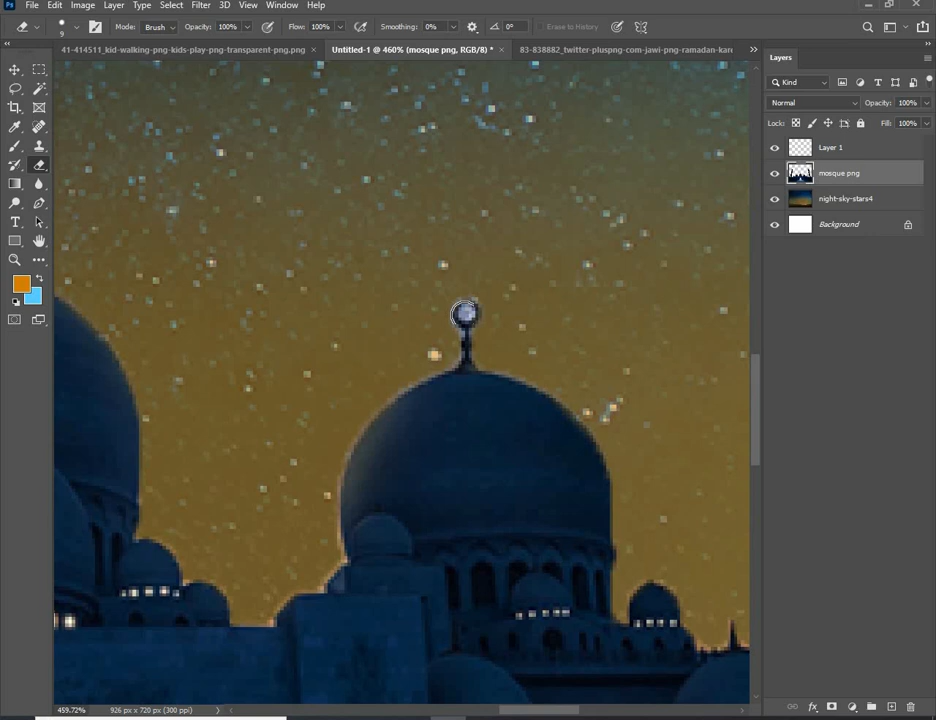 File Edit Image Layer Type Select Filter 3D View Window Help
9 Mode: Brush Opacity: 100% Flow: 100% Smoothing: 0% 0° Erase to History
41-414511_kid-walking-png-kids-play-png-transparent-png.png Untitled-1 @ 460% (mosque png, RGB/8) * 83-838882_twitter-pluspng-com-jawi-png-ramadan-kare
Layers
Kind
Normal Opacity: 100%
Lock: Fill: 100%
Layer 1
mosque png
night-sky-stars4
Background
459.72% 926 px x 720 px (300 ppi)